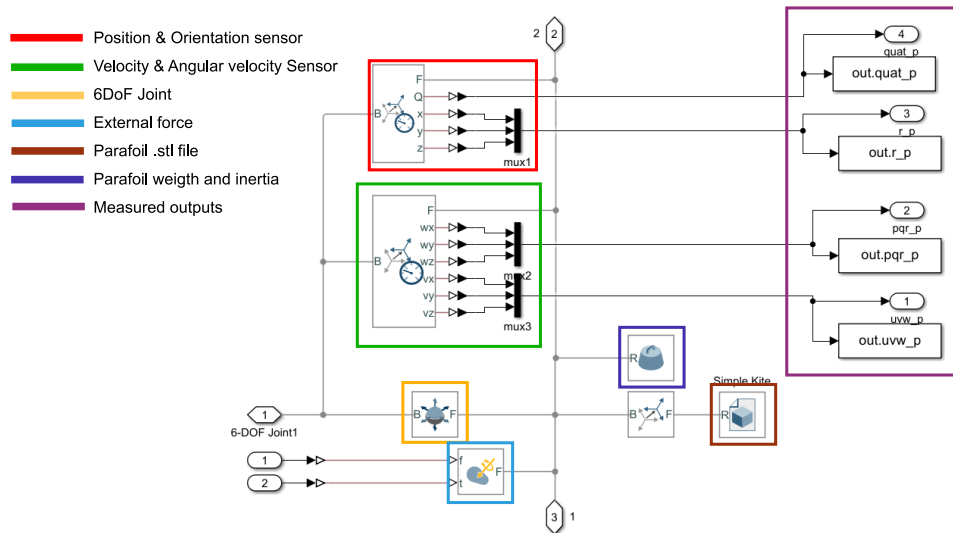 Position & Orientation sensor
Velocity & Angular velocity Sensor
6DoF Joint
External force
Parafoil .stl file
Parafoil weigth and inertia
Measured outputs
2
2
F
Q
x
y
z
B
mux1
4
quat_p
out.quat_p
3
r_p
out.r_p
F
wx
wy
wz
vx
vy
vz
B
mux2
mux3
2
pqr_p
out.pqr_p
1
uvw_p
out.uvw_p
R
Simple Kite
1
6-DOF Joint1
B
F
B
F
R
1
2
f
t
F
3
1